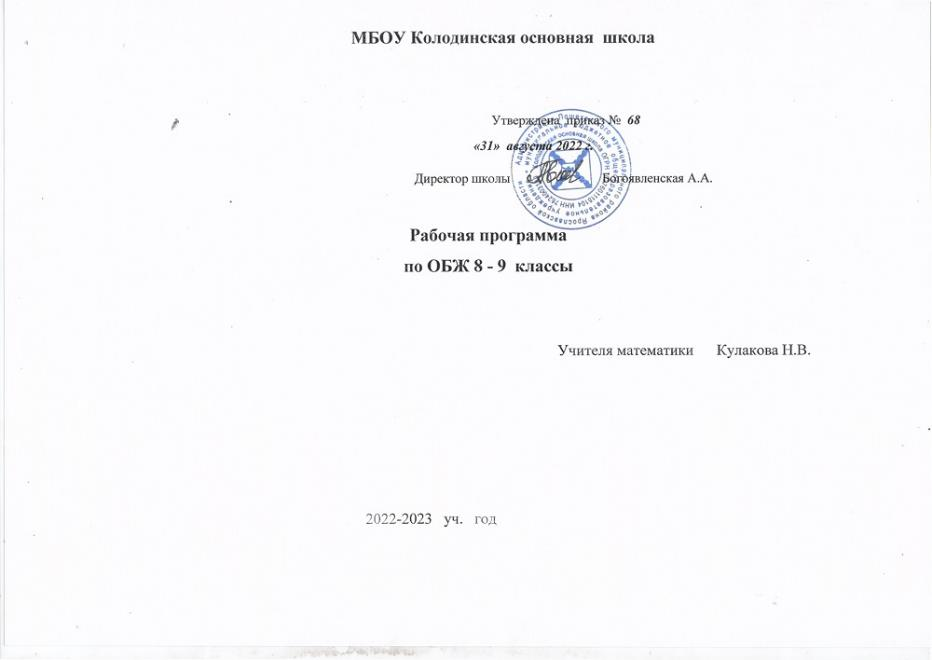 МБОУ Колодинская основная школа
Утверждена приказ № 68
«31» августа 2022 г.
Директор школы Богоявленская А.А.
Рабочая программа
по ОБЖ 8 - 9 классы
Учителя математики Кулакова Н.В.
2022-2023 уч. год